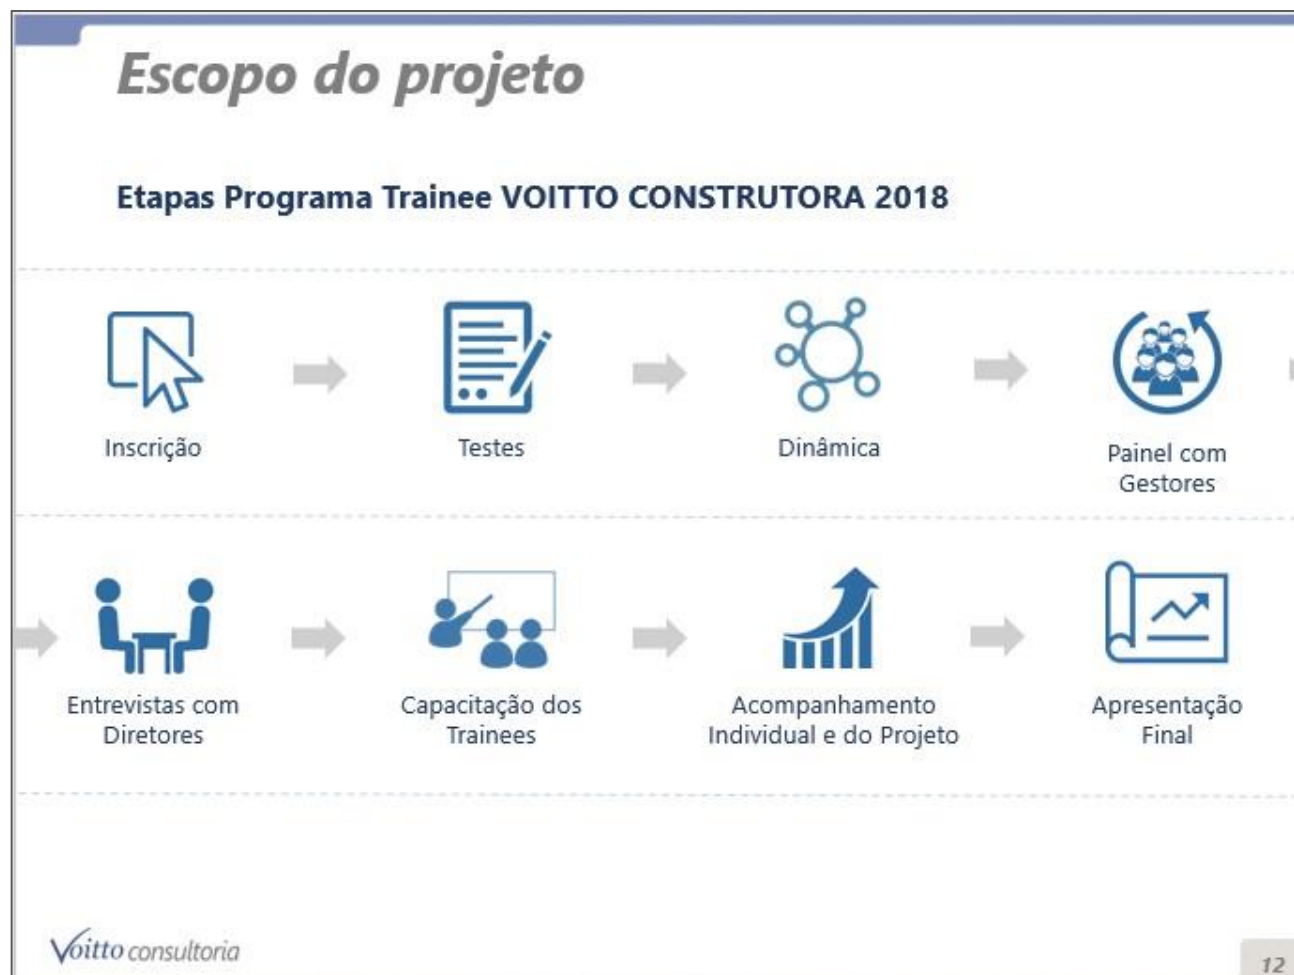 Escopo do projeto
Etapas Programa Trainee VOITTO CONSTRUTORA 2018
Inscrição
Testes
Dinâmica
Painel com
Gestores
Entrevistas com
Diretores
Capacitação dos
Trainees
Acompanhamento
Individual e do Projeto
Apresentação
Final
Voitto consultoria
12